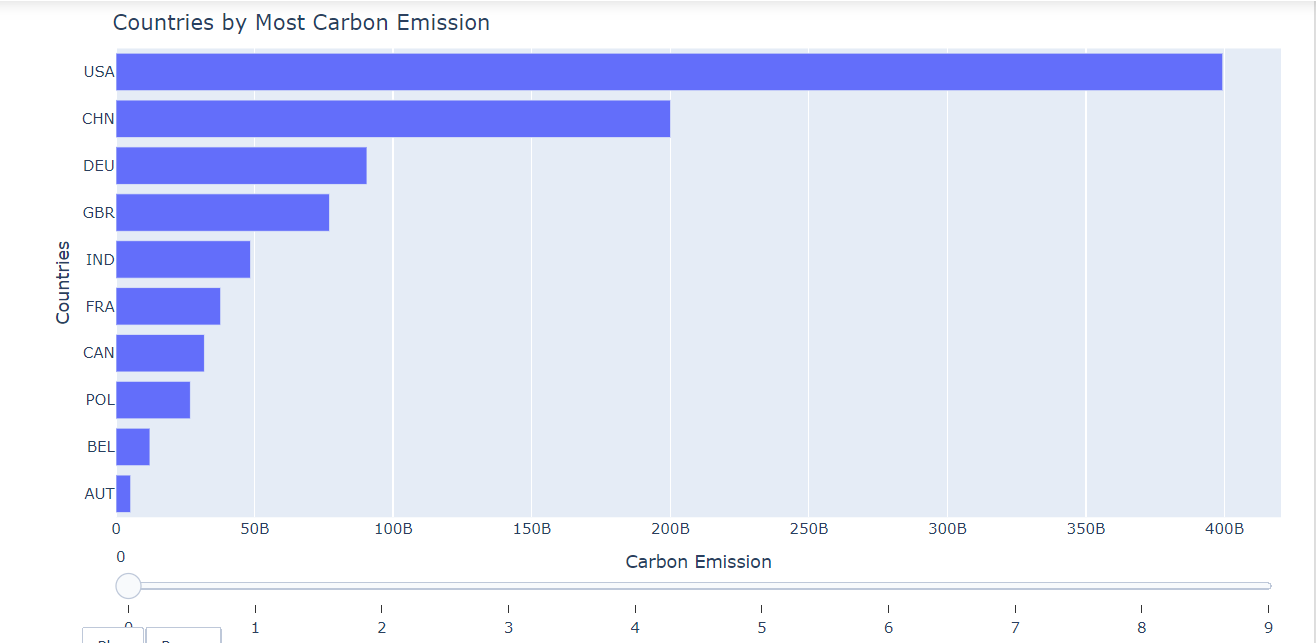 Countries by Most Carbon Emission
USA
CHN
DEU
GBR
IND
FRA
CAN
POL
BEL
AUT
Countries
0 50B 100B 150B 200B 250B 300B 350B 400B
Carbon Emission
0
0 1 2 3 4 5 6 7 8 9